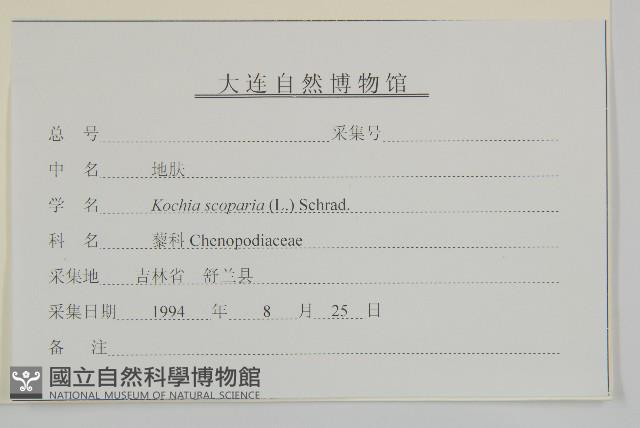 大连自然博物馆
总 号 采集号
中 名 地肤
学 名 Kochia scoparia (L.) Schrad.
科 名 藜科 Chenopodiaceae
采集地 吉林省 舒兰县
采集日期 1994 年 8 月 25 日
备 注
國立自然科學博物館
NATIONAL MUSEUM OF NATURAL SCIENCE